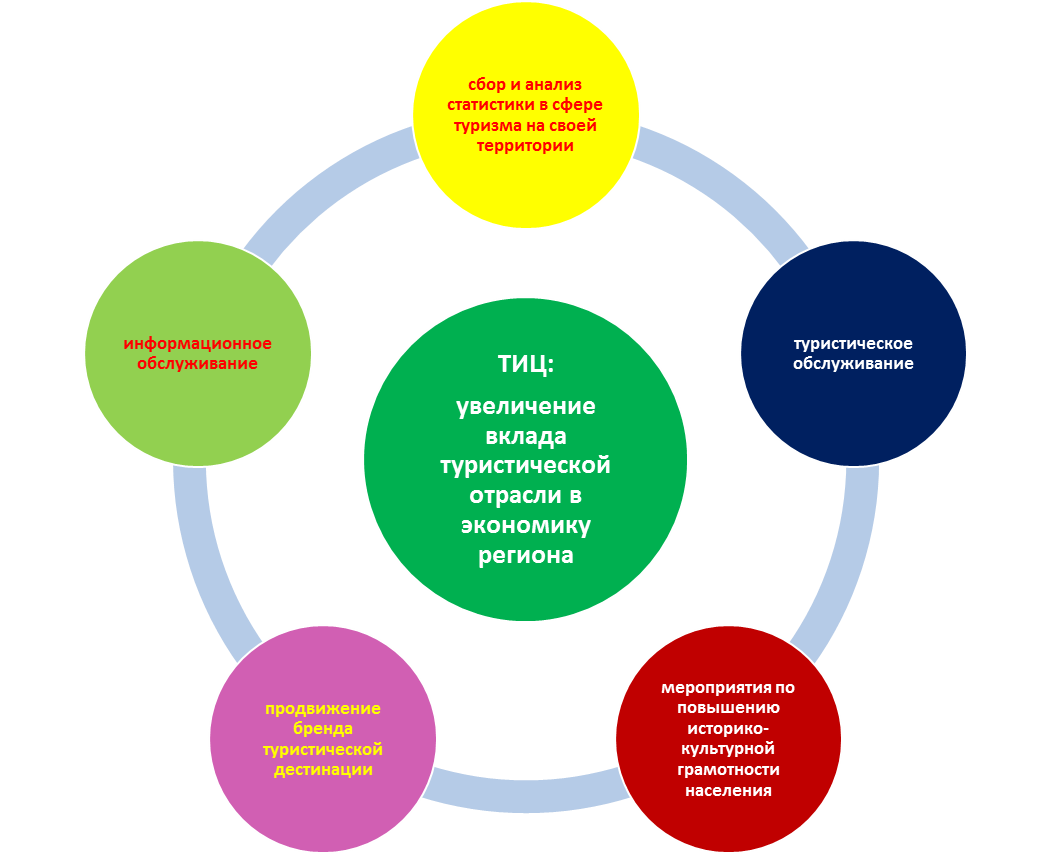 сбор и анализ
статистики в сфере
туризма на своей
территории
информационное
обслуживание
туристическое
обслуживание
ТИЦ:
увеличение
вклада
туристической
отрасли в
экономику
региона
продвижение
бренда
туристической
дестинации
мероприятия по
повышению
историко-
культурной
грамотности
населения